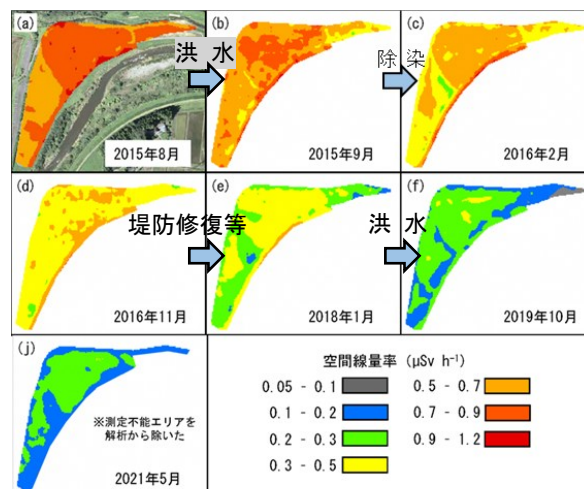 (a)
2015年8月
洪水
(b)
2015年9月
除染
(c)
2016年2月
(d)
2016年11月
堤防修復等
(e)
2018年1月
洪水
(f)
2019年10月
(j)
※測定不能エリアを
解析から除いた
2021年5月
空間線量率 (μSv h⁻¹)
0.05 - 0.1
0.1 - 0.2
0.2 - 0.3
0.3 - 0.5
0.5 - 0.7
0.7 - 0.9
0.9 - 1.2